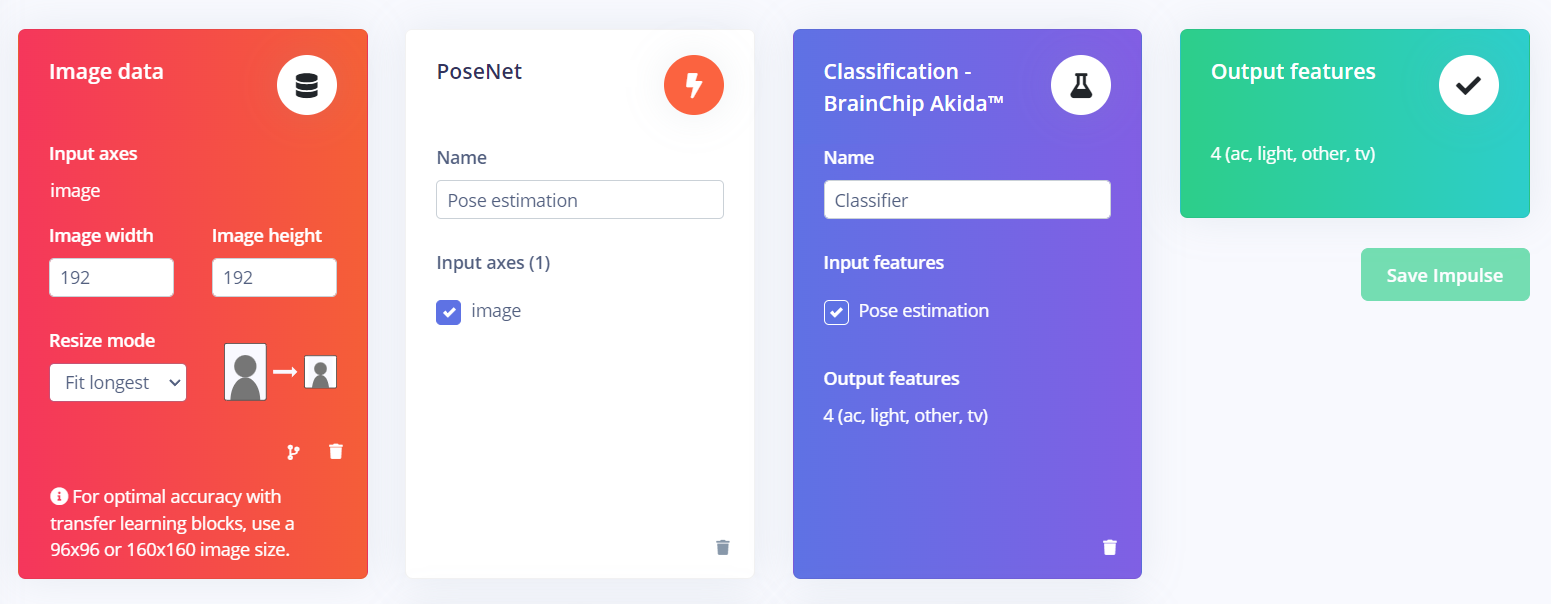 Image data
Input axes
image
Image width
Image height
192
192
Resize mode
Fit longest
For optimal accuracy with
transfer learning blocks, use a
96x96 or 160x160 image size.
PoseNet
Name
Pose estimation
Input axes (1)
image
Classification -
BrainChip Akida™
Name
Classifier
Input features
Pose estimation
Output features
4 (ac, light, other, tv)
Output features
4 (ac, light, other, tv)
Save Impulse